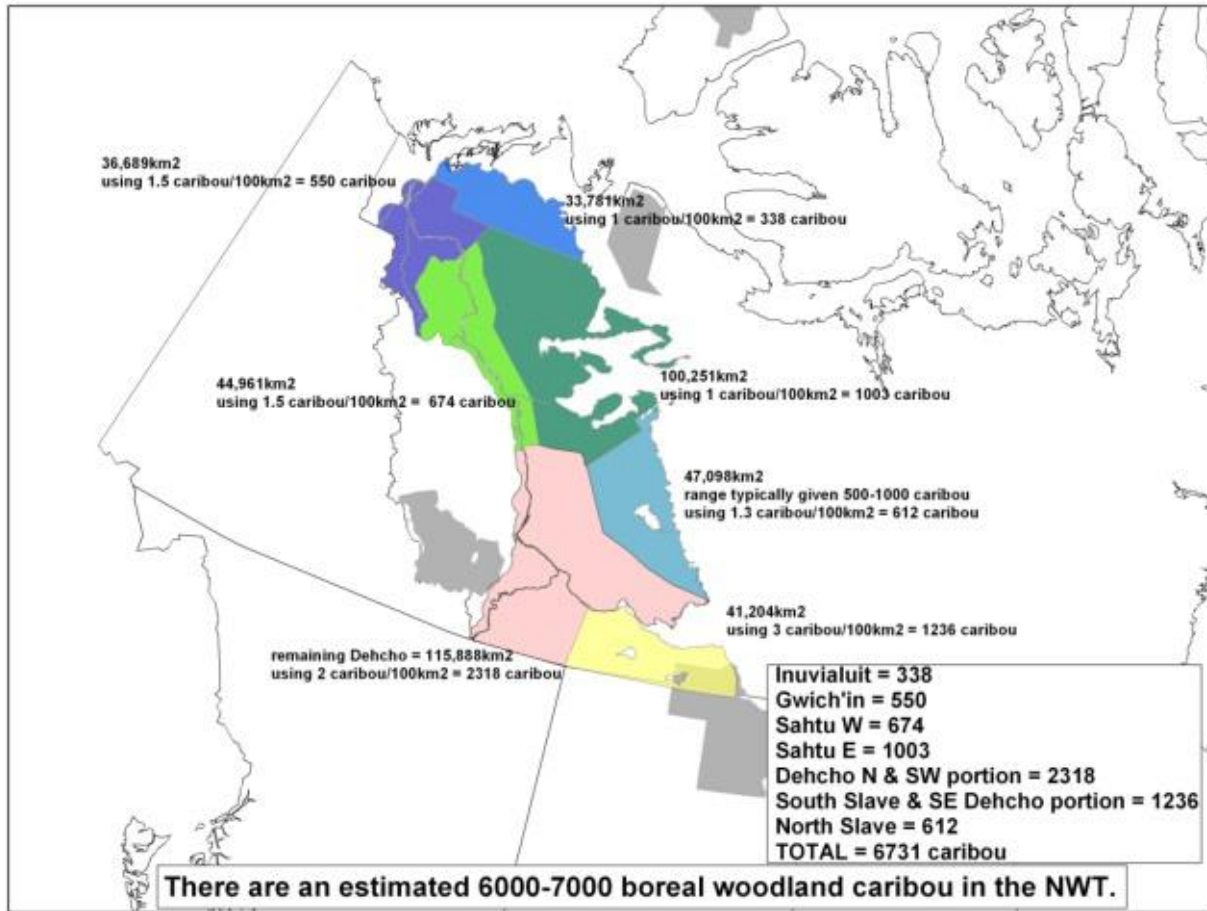 36,689km2
using 1.5 caribou/100km2 = 550 caribou
33,781km2
using 1 caribou/100km2 = 338 caribou
44,961km2
using 1.5 caribou/100km2 = 674 caribou
100,251km2
using 1 caribou/100km2 = 1003 caribou
47,098km2
range typically given 500-1000 caribou
using 1.3 caribou/100km2 = 612 caribou
41,204km2
using 3 caribou/100km2 = 1236 caribou
remaining Dehcho = 115,888km2
using 2 caribou/100km2 = 2318 caribou
Inuvialuit = 338
Gwich'in = 550
Sahtu W = 674
Sahtu E = 1003
Dehcho N & SW portion = 2318
South Slave & SE Dehcho portion = 1236
North Slave = 612
TOTAL = 6731 caribou
There are an estimated 6000-7000 boreal woodland caribou in the NWT.